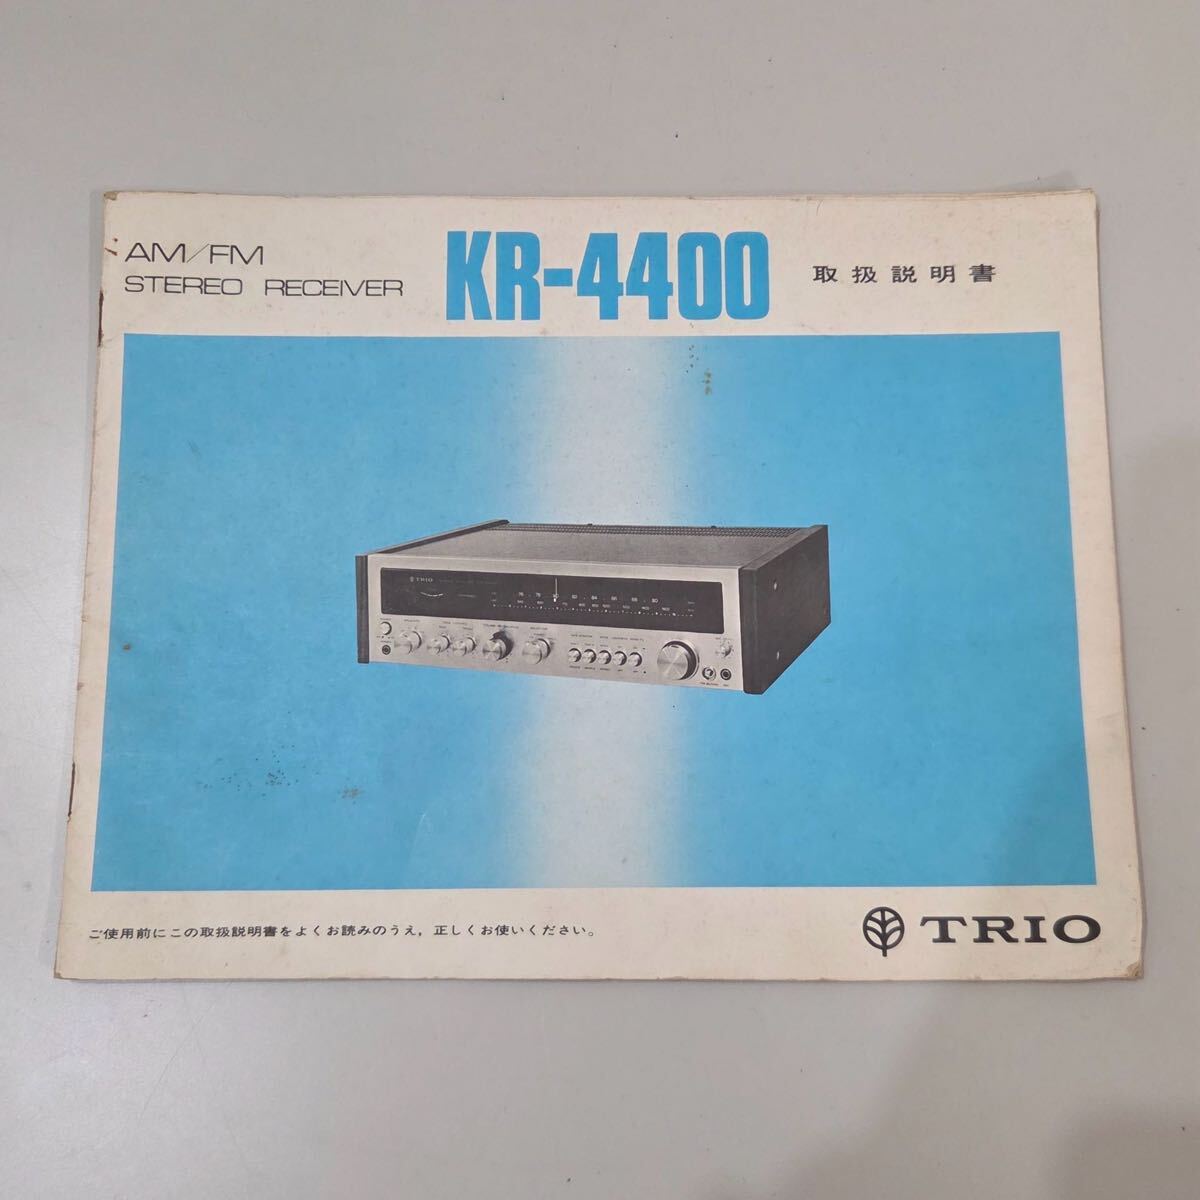 AM/FM
STEREO RECEIVER
KR-4400
取扱説明書
TRIO
ご使用前にこの取扱説明書をよくお読みのうえ，正しくお使いください。
TRIO